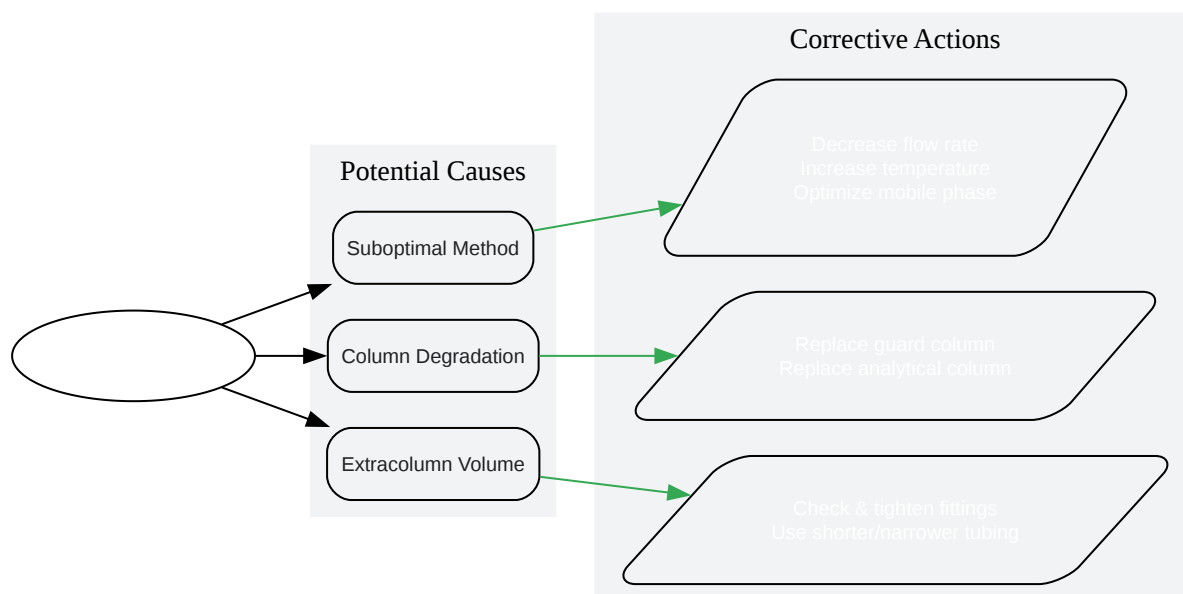 Corrective Actions
Decrease flow rate
Increase temperature
Optimize mobile phase
Potential Causes
Suboptimal Method
Column Degradation
Replace guard column
Replace analytical column
Extracolumn Volume
Check & tighten fittings
Use shorter/narrower tubing